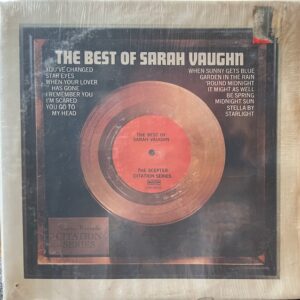 THE BEST OF SARAH VAUGHN
YOU'VE CHANGED
STAR EYES
WHEN YOUR LOVER
HAS GONE
I REMEMBER YOU
I'M SCARED
YOU GO TO
MY HEAD
WHEN SUNNY GETS BLUE
GARDEN IN THE RAIN
'ROUND MIDNIGHT
IT MIGHT AS WELL
BE SPRING
MIDNIGHT SUN
STELLA BY
STARLIGHT
THE BEST OF
SARAH VAUGHN
THE SCEPTER
CITATION SERIES
Scepter Records
CITATION
SERIES